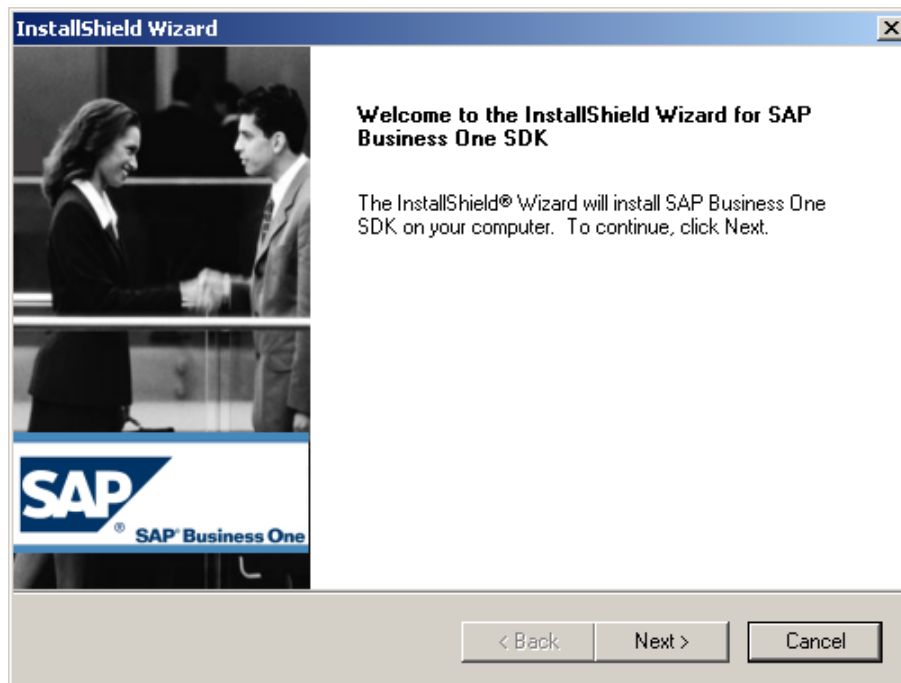 InstallShield Wizard
Welcome to the InstallShield Wizard for SAP
Business One SDK
The InstallShield® Wizard will install SAP Business One
SDK on your computer.  To continue, click Next.
SAP®
SAP® Business One
< Back
Next >
Cancel